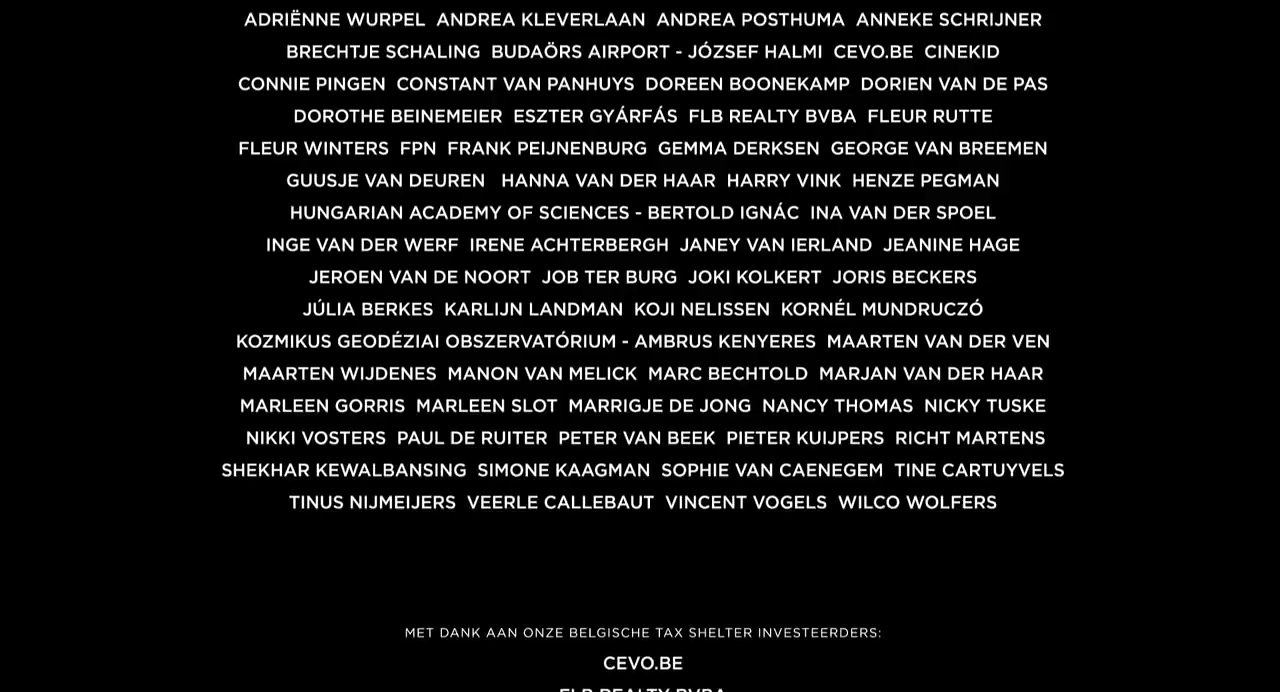 ADRIËNNE WURPEL ANDREA KLEVERLAAN ANDREA POSTHUMA ANNEKE SCHRIJNER
BRECHTJE SCHALING BUDAÖRS AIRPORT - JÓZSEF HALMI CEVO.BE CINEKID
CONNIE PINGEN CONSTANT VAN PANHUYS DOREEN BOONEKAMP DORIEN VAN DE PAS
DOROTHE BEINEMEIER ESZTER GYÁRFÁS FLB REALTY BVBA FLEUR RUTTE
FLEUR WINTERS FPN FRANK PEIJNENBURG GEMMA DERKSEN GEORGE VAN BREEMEN
GUUSJE VAN DEUREN HANNA VAN DER HAAR HARRY VINK HENZE PEGMAN
HUNGARIAN ACADEMY OF SCIENCES - BERTOLD IGNÁC INA VAN DER SPOEL
INGE VAN DER WERF IRENE ACHTERBERGH JANEY VAN IERLAND JEANINE HAGE
JEROEN VAN DE NOORT JOB TER BURG JOKI KOLKERT JORIS BECKERS
JÚLIA BERKES KARLIJN LANDMAN KOJI NELISSEN KORNÉL MUNDRUCZÓ
KOZMIKUS GEODÉZIAI OBSZERVATÓRIUM - AMBRUS KENYERES MAARTEN VAN DER VEN
MAARTEN WIJDENES MANON VAN MELICK MARC BECHTOLD MARJAN VAN DER HAAR
MARLEEN GORRIS MARLEEN SLOT MARRIGJE DE JONG NANCY THOMAS NICKY TUSKE
NIKKI VOSTERS PAUL DE RUITER PETER VAN BEEK PIETER KUIJPERS RICHT MARTENS
SHEKHAR KEWALBANSING SIMONE KAAGMAN SOPHIE VAN CAENEGEM TINE CARTUYVELS
TINUS NIJMEIJERS VEERLE CALLEBAUT VINCENT VOGELS WILCO WOLFERS
MET DANK AAN ONZE BELGISCHE TAX SHELTER INVESTEERDERS:
CEVO.BE
FLB REALTY BVBA